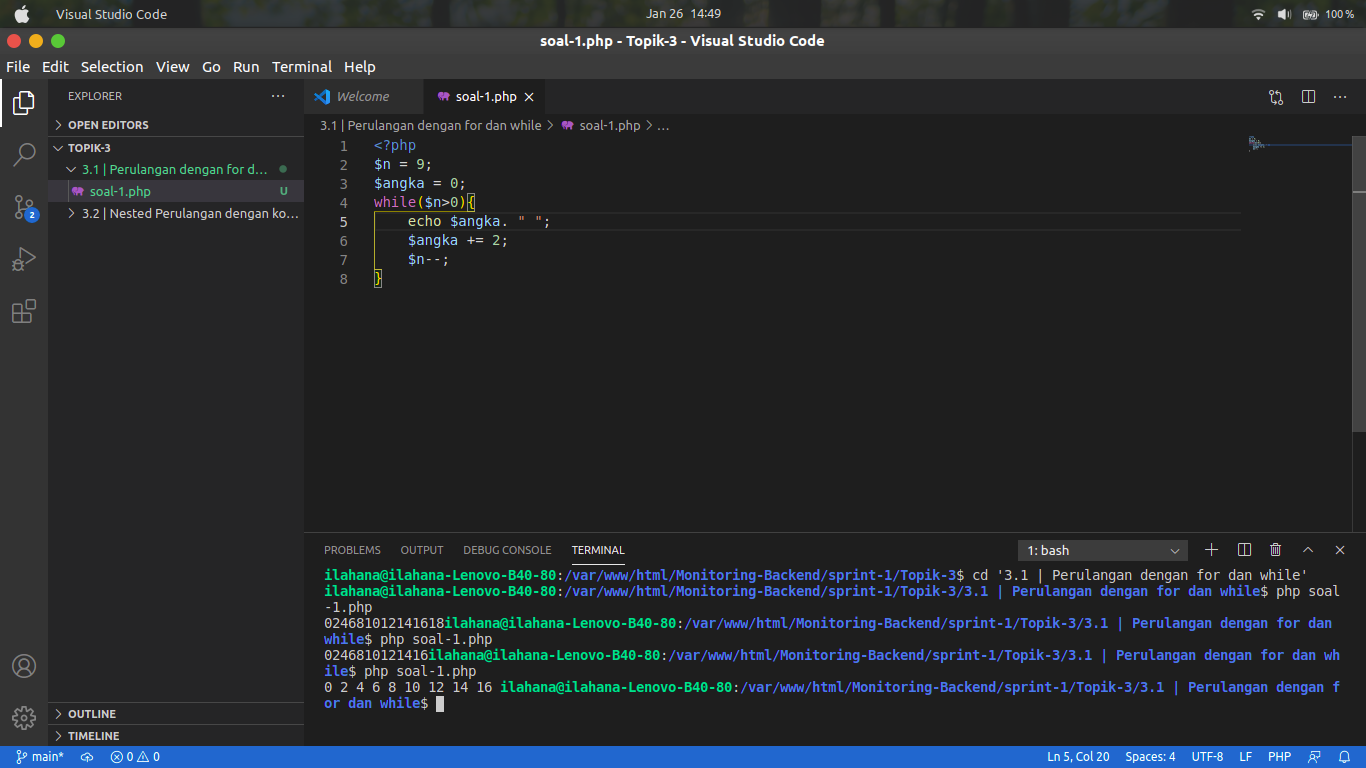 Visual Studio Code
Jan 26 14:49
100 %
soal-1.php - Topik-3 - Visual Studio Code
File Edit Selection View Go Run Terminal Help
EXPLORER
OPEN EDITORS
TOPIK-3
3.1 | Perulangan dengan for d...
soal-1.php U
3.2 | Nested Perulangan dengan ko...
2
OUTLINE
TIMELINE
Welcome
soal-1.php
3.1 | Perulangan dengan for dan while > soal-1.php > ...
1 <?php
2 $n = 9;
3 $angka = 0;
4 while($n>0){
5 echo $angka. " ";
6 $angka += 2;
7 $n--;
8 }
PROBLEMS OUTPUT DEBUG CONSOLE TERMINAL
1: bash
ilahana@ilahana-Lenovo-B40-80:/var/www/html/Monitoring-Backend/sprint-1/Topik-3$ cd '3.1 | Perulangan dengan for dan while'
ilahana@ilahana-Lenovo-B40-80:/var/www/html/Monitoring-Backend/sprint-1/Topik-3/3.1 | Perulangan dengan for dan while$ php soal
-1.php
024681012141618ilahana@ilahana-Lenovo-B40-80:/var/www/html/Monitoring-Backend/sprint-1/Topik-3/3.1 | Perulangan dengan for dan
while$ php soal-1.php
0246810121416ilahana@ilahana-Lenovo-B40-80:/var/www/html/Monitoring-Backend/sprint-1/Topik-3/3.1 | Perulangan dengan for dan wh
ile$ php soal-1.php
0 2 4 6 8 10 12 14 16 ilahana@ilahana-Lenovo-B40-80:/var/www/html/Monitoring-Backend/sprint-1/Topik-3/3.1 | Perulangan dengan f
or dan while$
main* 0 0
Ln 5, Col 20 Spaces: 4 UTF-8 LF PHP